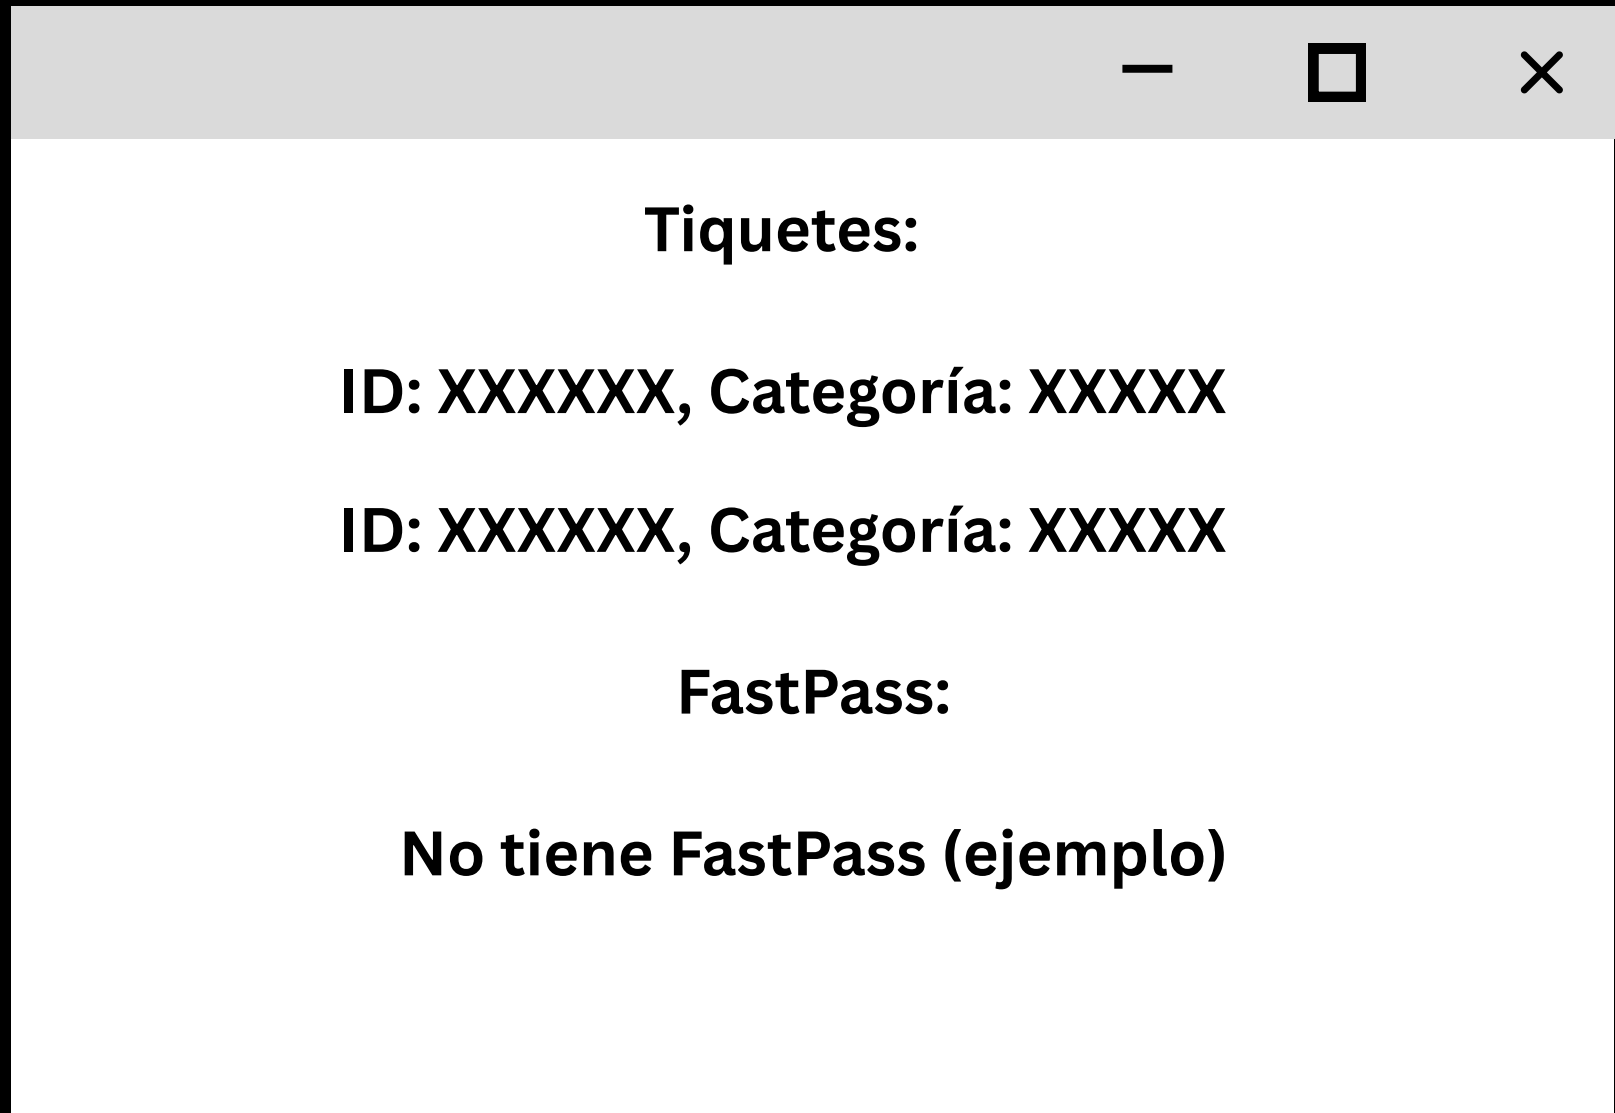 Tiquetes:
ID: XXXXXX, Categoría: XXXXX
ID: XXXXXX, Categoría: XXXXX
FastPass:
No tiene FastPass (ejemplo)